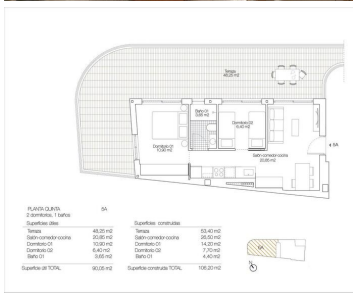 Terraza
48,25 m2
Baño 01
3,65 m2
Dormitorio 02
6,40 m2
Dormitorio 01
10,90 m2
Salón-comedor-cocina
20,85 m2
5A
PLANTA QUINTA 5A
2 dormitorios, 1 baños
Superficies útiles: Superficies construidas:
Terraza 48,25 m2 Terraza 53,40 m2
Salón-comedor-cocina 20,85 m2 Salón-comedor-cocina 26,50 m2
Dormitorio 01 10,90 m2 Dormitorio 01 14,20 m2
Dormitorio 02 6,40 m2 Dormitorio 02 7,70 m2
Baño 01 3,65 m2 Baño 01 4,40 m2
Superficie útil TOTAL 90,05 m2 Superficie construida TOTAL 106,20 m2
5A
N